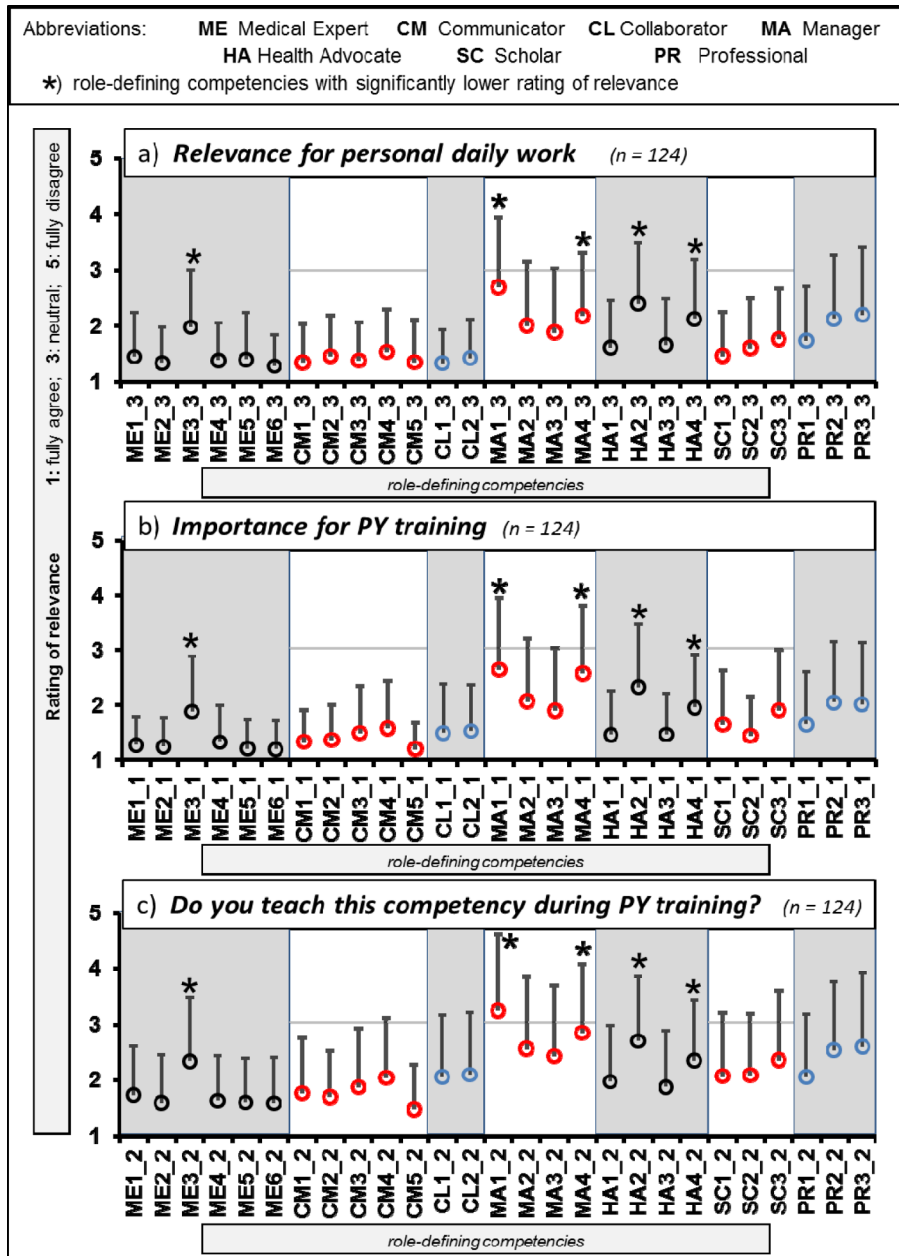 Abbreviations: ME Medical Expert CM Communicator CL Collaborator MA Manager
HA Health Advocate SC Scholar PR Professional
*) role-defining competencies with significantly lower rating of relevance
Rating of relevance 1: fully agree; 3: neutral; 5: fully disagree
a) Relevance for personal daily work (n = 124)
5
4
3
2
1
* * * * *
ME1_3 ME2_3 ME3_3 ME4_3 ME5_3 ME6_3 CM1_3 CM2_3 CM3_3 CM4_3 CM5_3 CL1_3 CL2_3 MA1_3 MA2_3 MA3_3 MA4_3 HA1_3 HA2_3 HA3_3 HA4_3 SC1_3 SC2_3 SC3_3 PR1_3 PR2_3 PR3_3
role-defining competencies
b) Importance for PY training (n = 124)
5
4
3
2
1
* * * * *
ME1_1 ME2_1 ME3_1 ME4_1 ME5_1 ME6_1 CM1_1 CM2_1 CM3_1 CM4_1 CM5_1 CL1_1 CL2_1 MA1_1 MA2_1 MA3_1 MA4_1 HA1_1 HA2_1 HA3_1 HA4_1 SC1_1 SC2_1 SC3_1 PR1_1 PR2_1 PR3_1
role-defining competencies
c) Do you teach this competency during PY training? (n = 124)
5
4
3
2
1
* * * * *
ME1_2 ME2_2 ME3_2 ME4_2 ME5_2 ME6_2 CM1_2 CM2_2 CM3_2 CM4_2 CM5_2 CL1_2 CL2_2 MA1_2 MA2_2 MA3_2 MA4_2 HA1_2 HA2_2 HA3_2 HA4_2 SC1_2 SC2_2 SC3_2 PR1_2 PR2_2 PR3_2
role-defining competencies